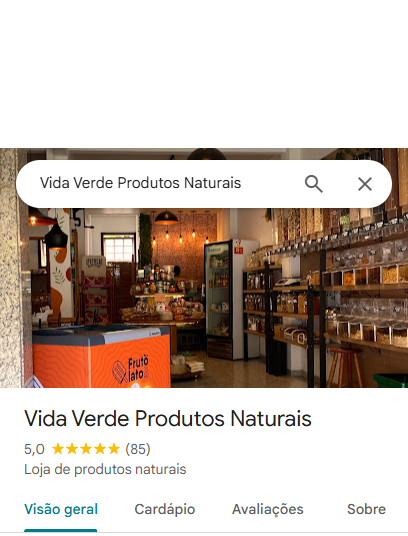 Vida Verde Produtos Naturais
Frutô
lato
Vida Verde Produtos Naturais
5,0 (85)
Loja de produtos naturais
Visão geral Cardápio Avaliações Sobre